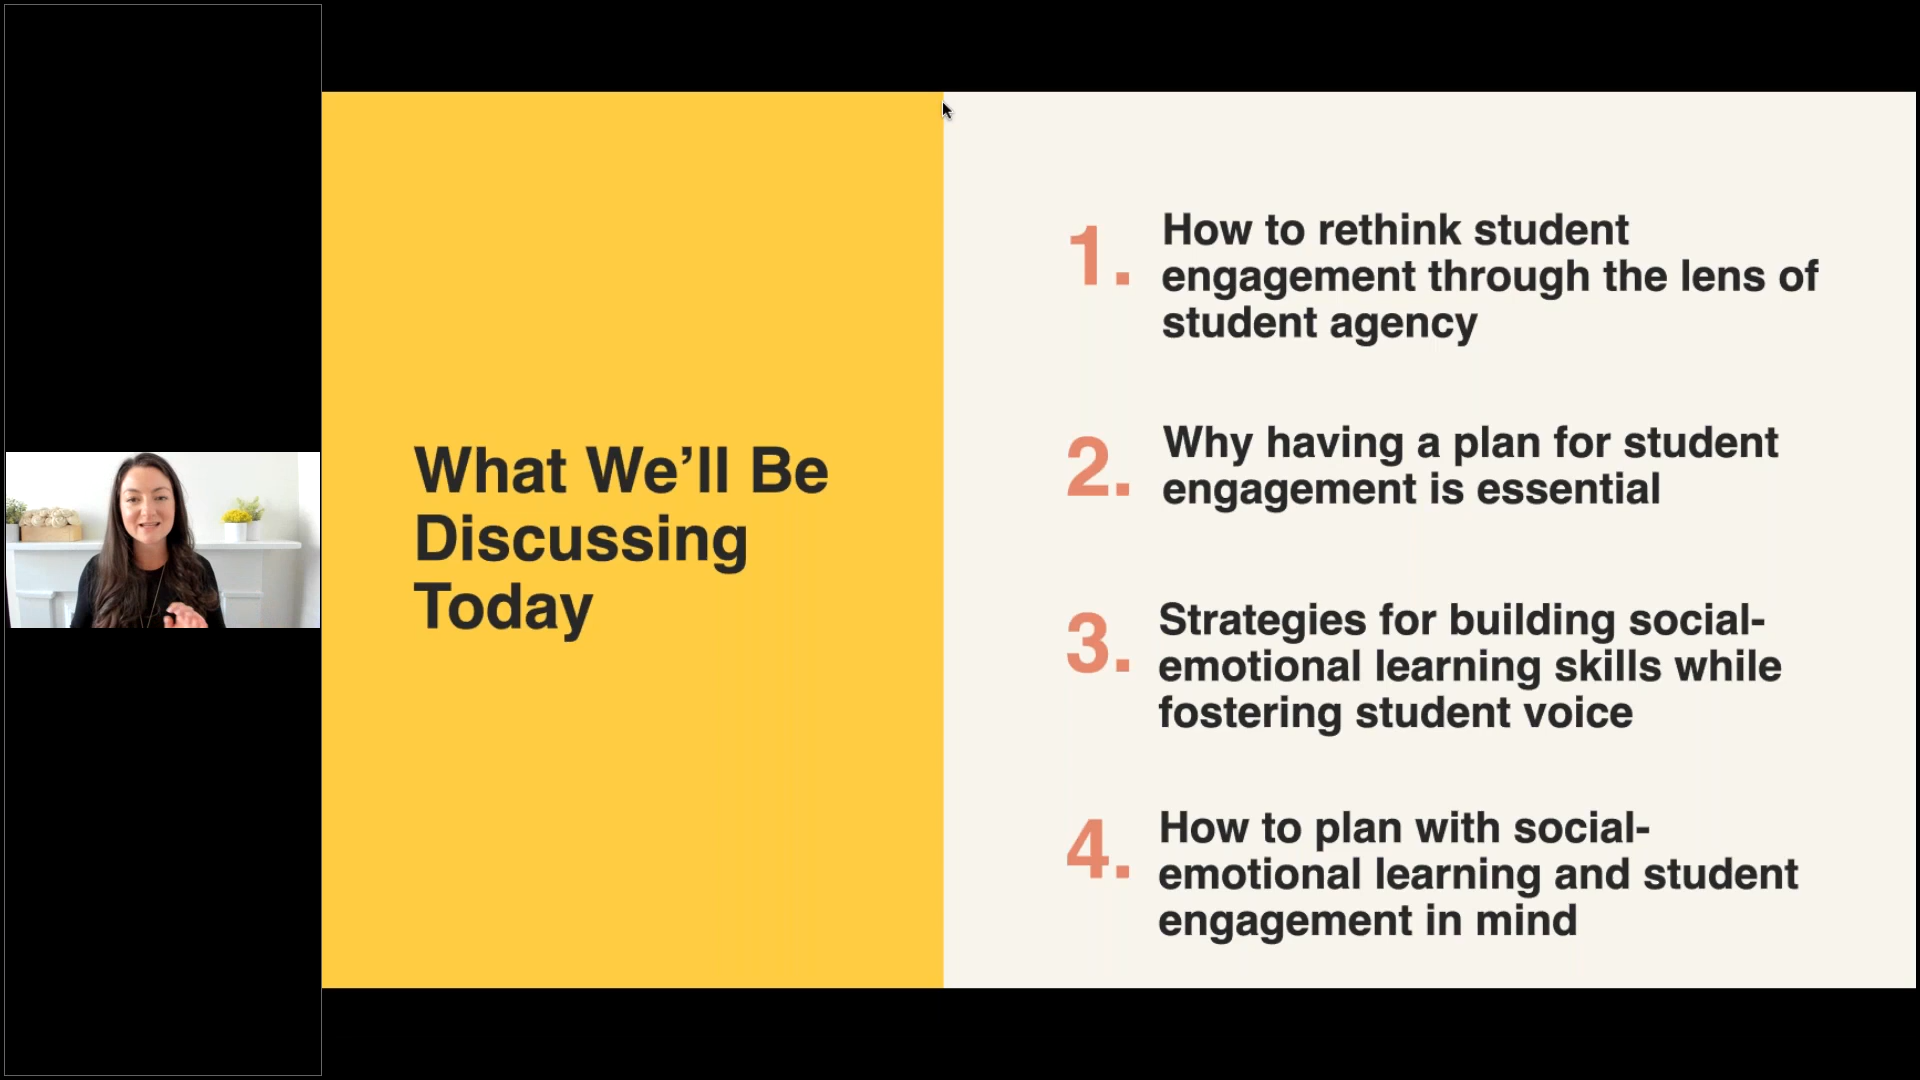 What We’ll Be
Discussing
Today
1. How to rethink student
engagement through the lens of
student agency
2. Why having a plan for student
engagement is essential
3. Strategies for building social-
emotional learning skills while
fostering student voice
4. How to plan with social-
emotional learning and student
engagement in mind